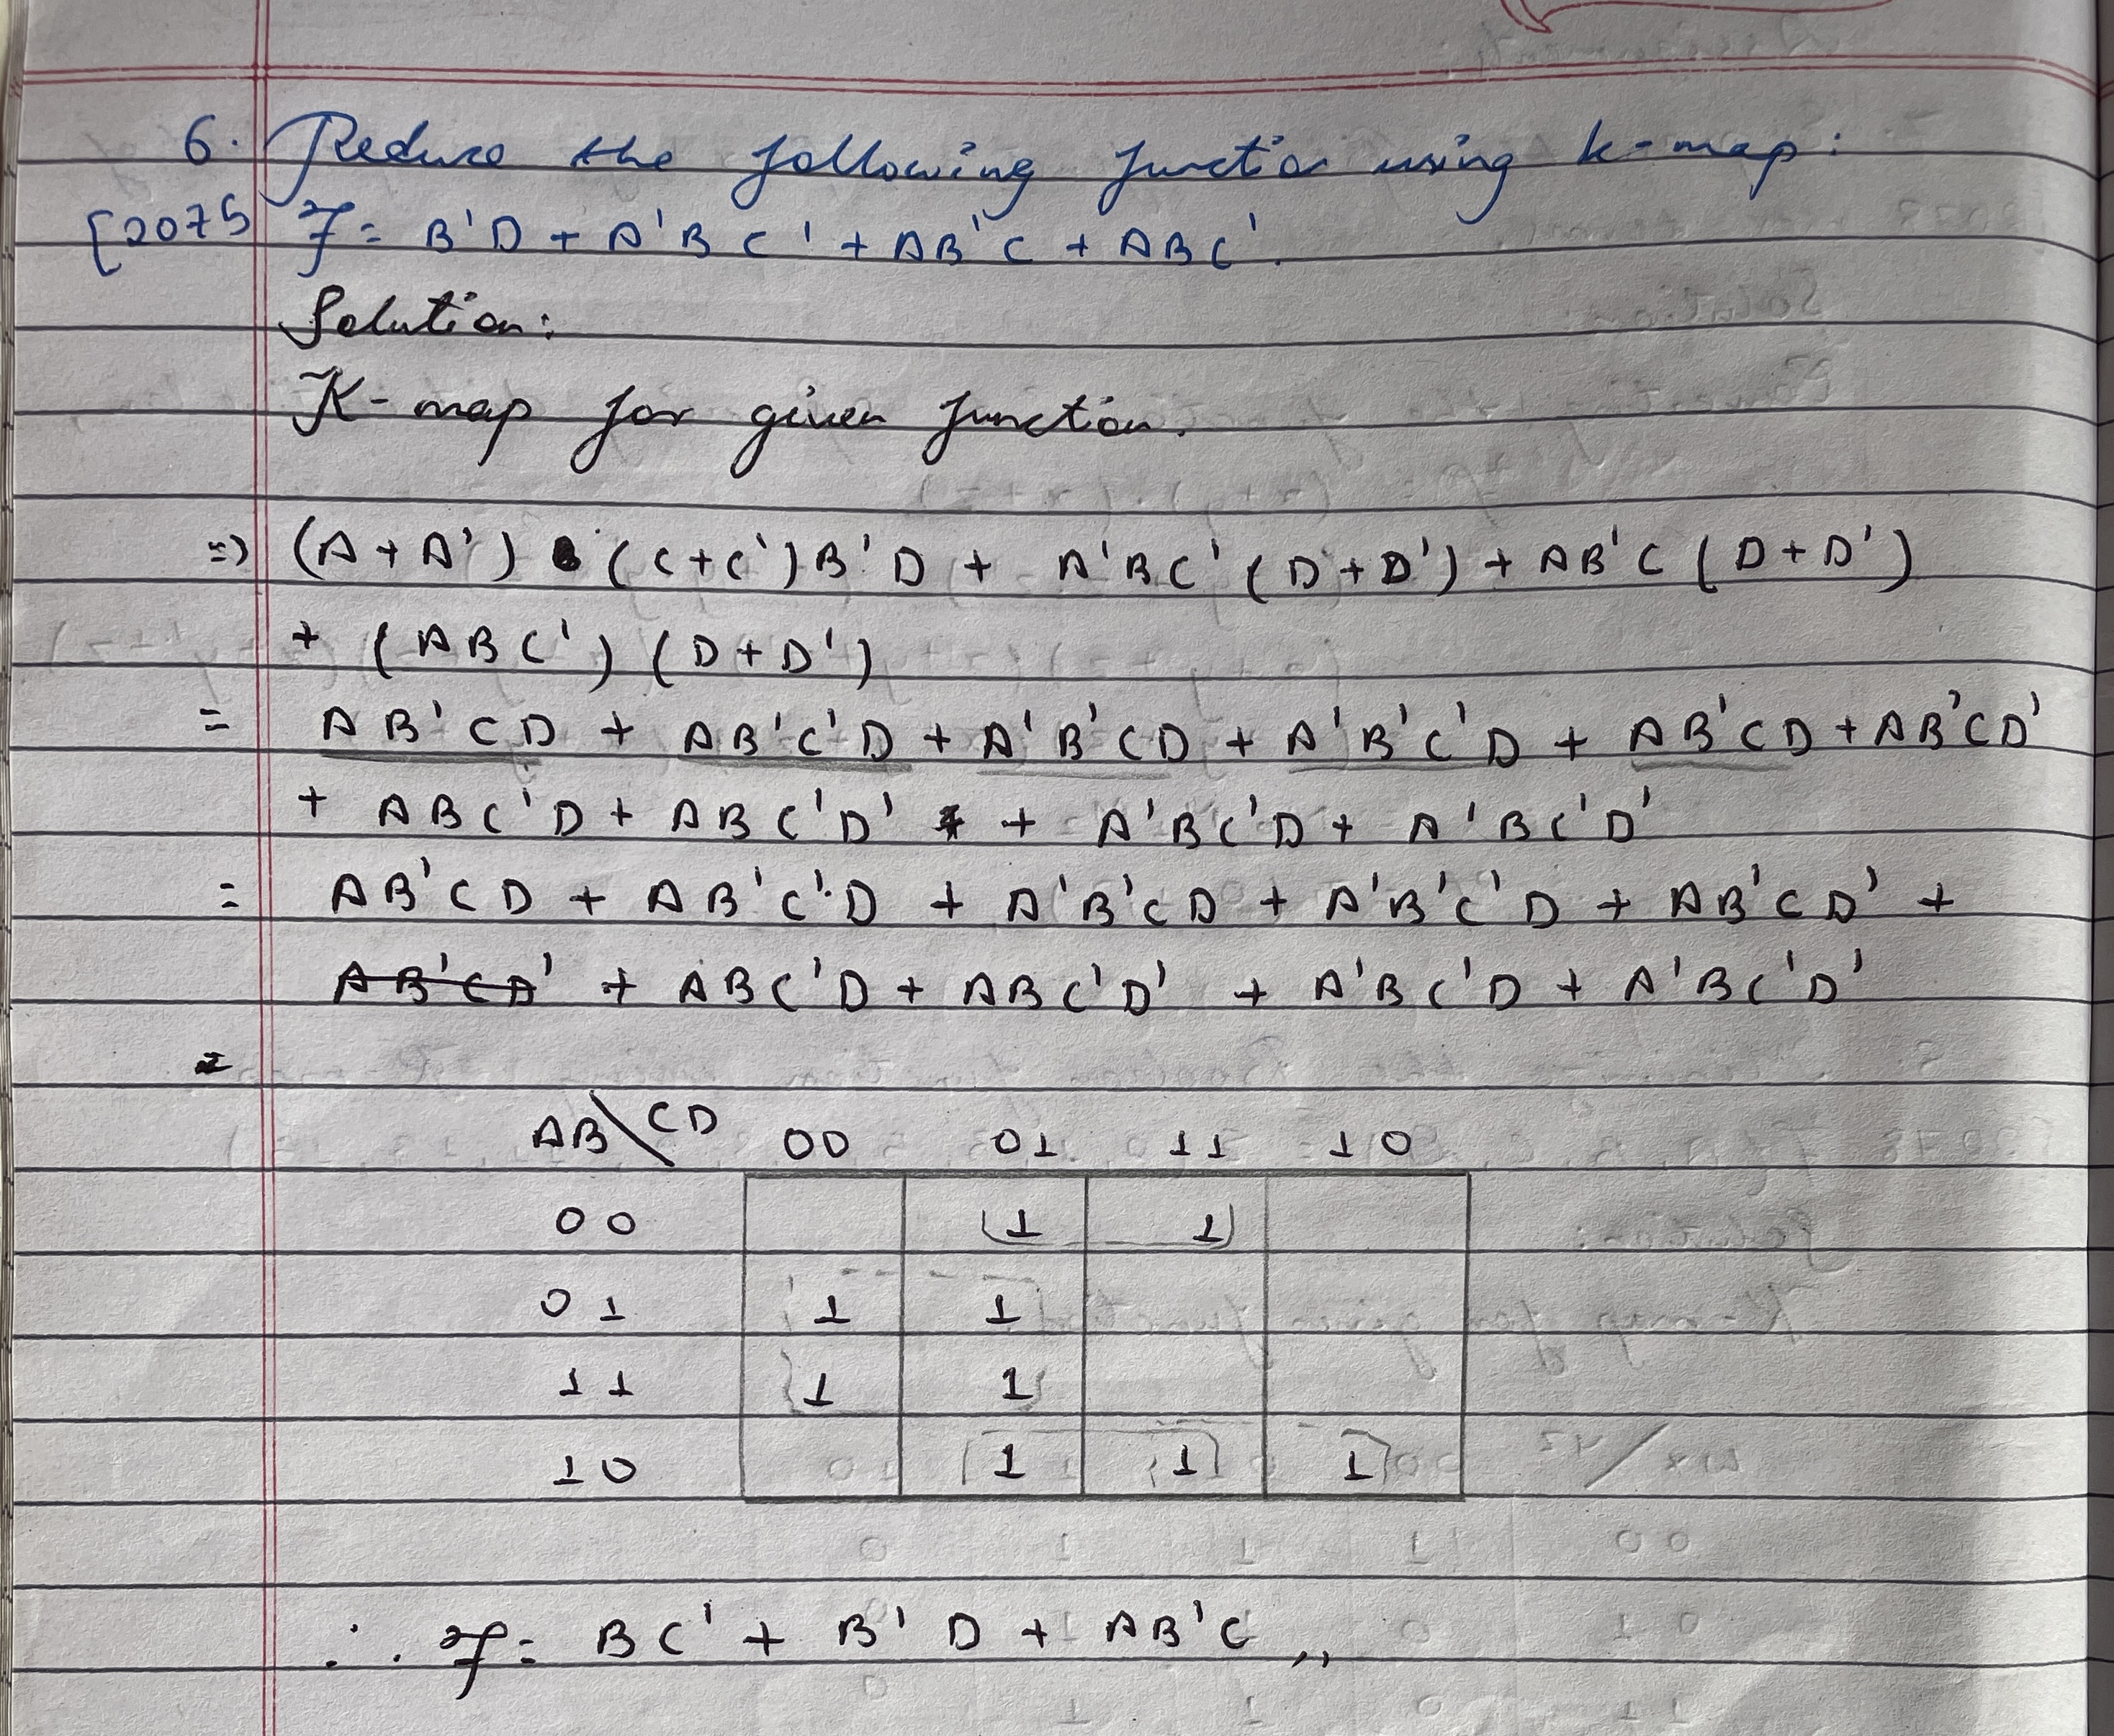 6. Reduce the following function using k-map:
[2075] F = B'D + A'BC' + AB'C + ABC'.
Solution:
K-map for given function.
=> (A+A') (C+C')B'D + A'BC'(D+D') + AB'C(D+D')
+ (ABC')(D+D')
= AB'CD + AB'C'D + A'B'CD + A'B'C'D + AB'CD + AB'CD'
+ ABC'D + ABC'D' + A'BC'D + A'BC'D'
= AB'CD + AB'C'D + A'B'CD + A'B'C'D + AB'CD' +
AB'CD' + ABC'D + ABC'D' + A'BC'D + A'BC'D'
=
AB\CD 00 01 11 10
00 1 1
01 1 1
11 1 1
10 1 1 1
∴ F = BC' + B'D + AB'C ,,